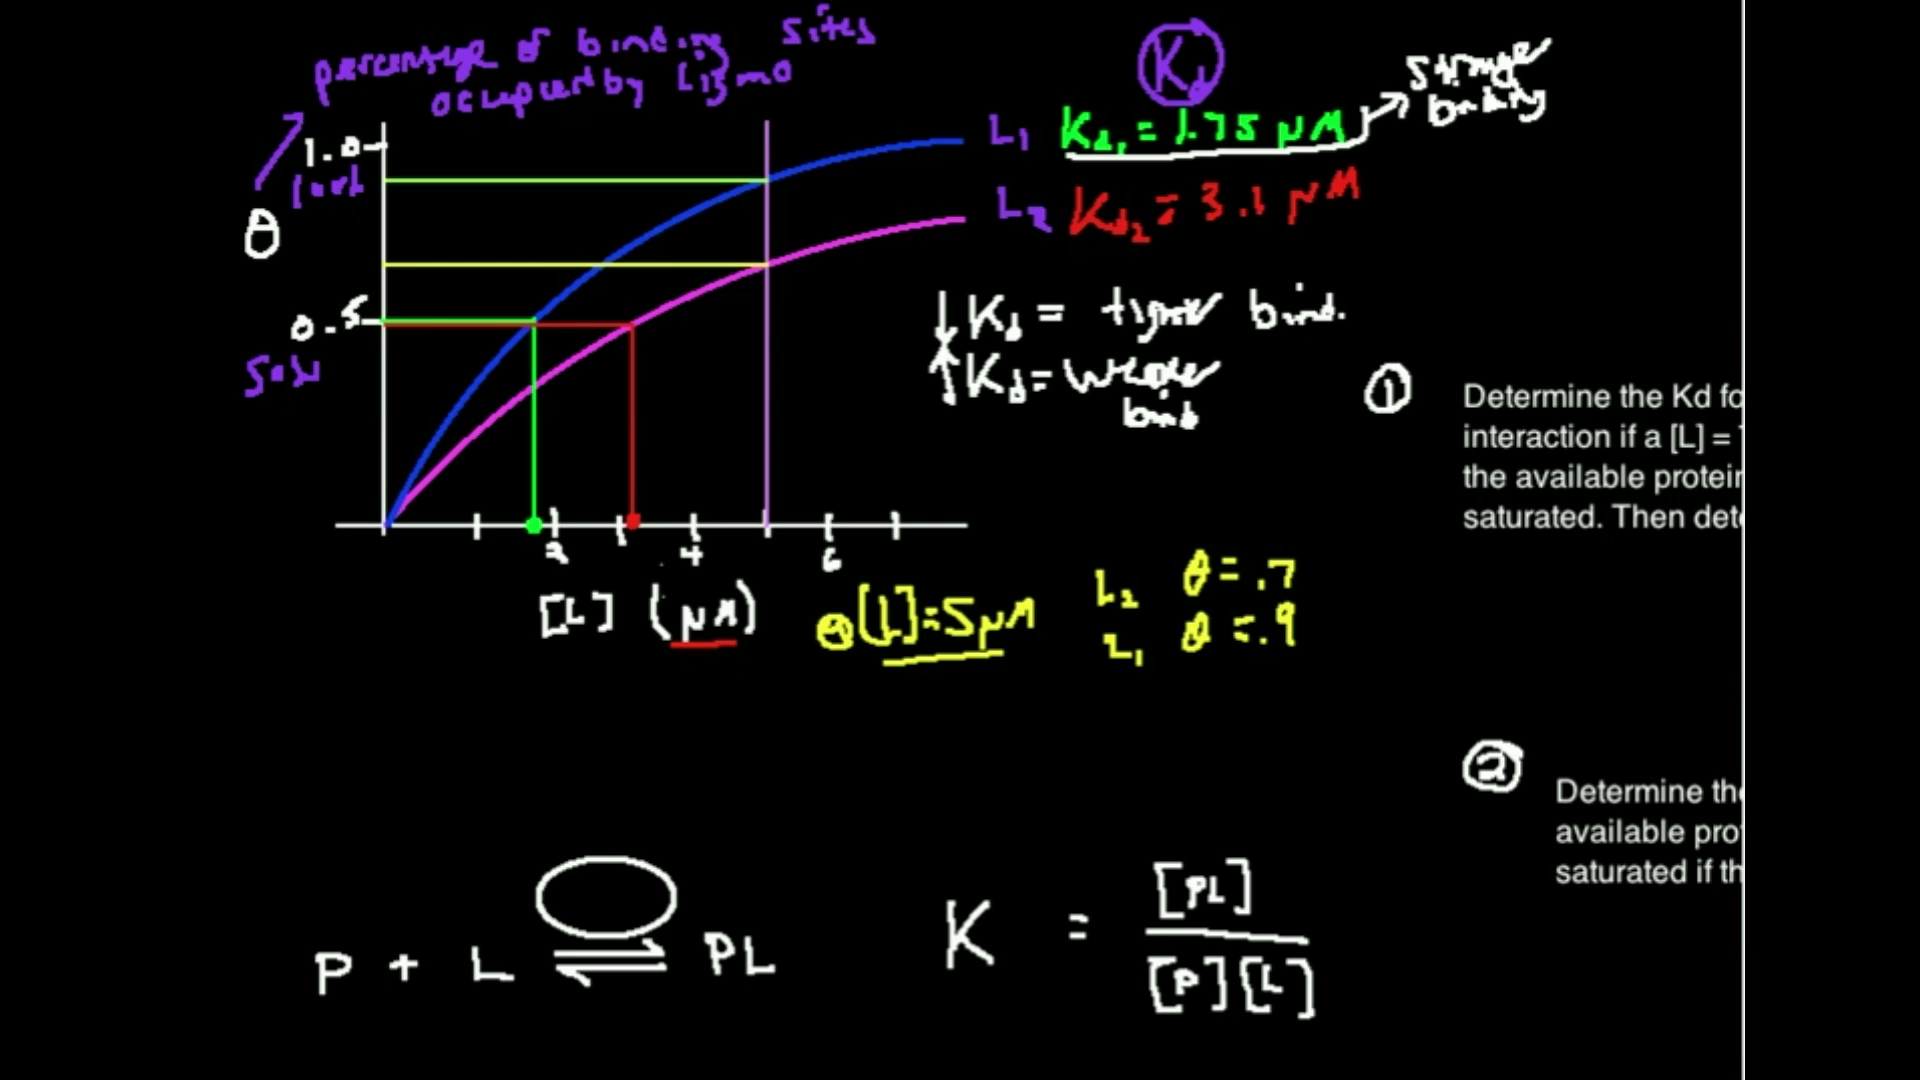 percentage of binding sites
occupied by Ligand
1.0
100%
θ
0.5
50%
2 4 6
[L] (μM)
Kd
L1 Kd1 = 1.75 μM
stronger
binding
L2 Kd2 = 3.1 μM
↓Kd = tighter bind.
↑Kd = weaker
bind
@[L]=5μM
L2 θ = .7
L1 θ = .9
①
Determine the Kd fo
interaction if a [L] =
the available protein
saturated. Then det
②
Determine the
available pro
saturated if th
P + L ⇌ PL
K = [PL]
[P][L]